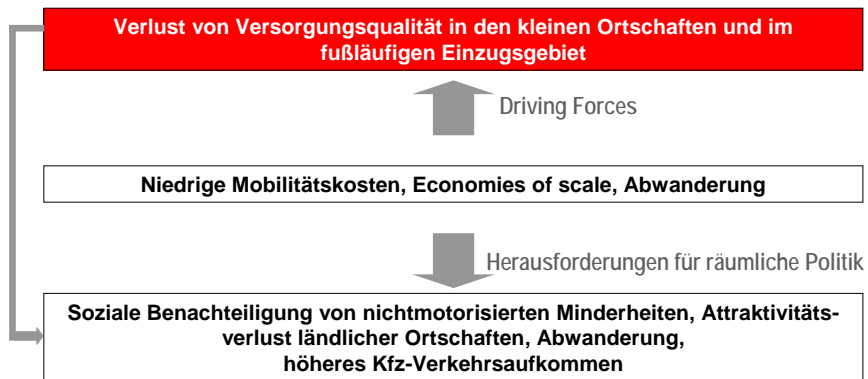 Verlust von Versorgungsqualität in den kleinen Ortschaften und im
fußläufigen Einzugsgebiet
Driving Forces
Niedrige Mobilitätskosten, Economies of scale, Abwanderung
Herausforderungen für räumliche Politik
Soziale Benachteiligung von nichtmotorisierten Minderheiten, Attraktivitäts-
verlust ländlicher Ortschaften, Abwanderung,
höheres Kfz-Verkehrsaufkommen